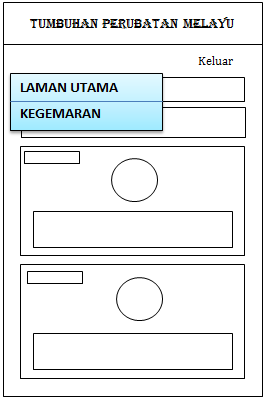 TUMBUHAN PERUBATAN MELAYU
Keluar
LAMAN UTAMA
KEGEMARAN